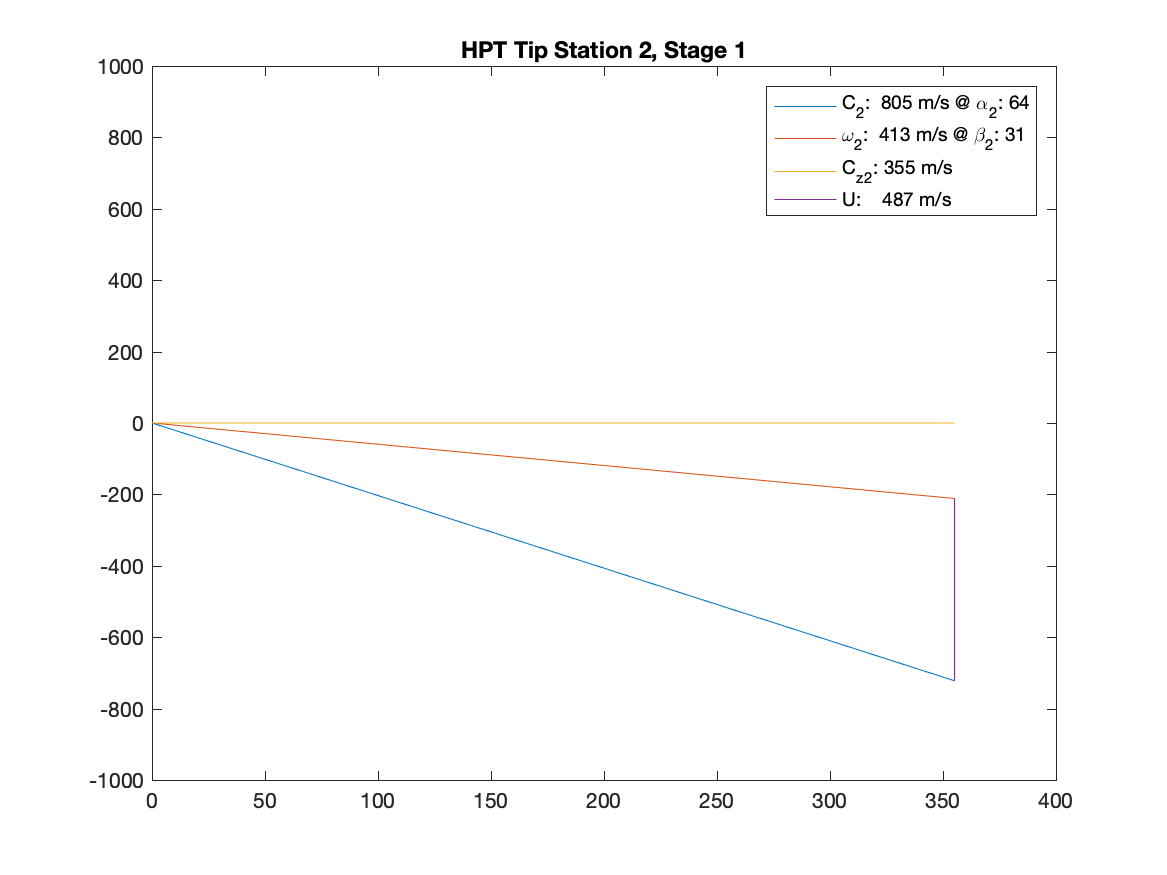 HPT Tip Station 2, Stage 1
1000
800
600
400
200
0
-200
-400
-600
-800
-1000
0 50 100 150 200 250 300 350 400
C₂: 805 m/s @ α₂: 64
ω₂: 413 m/s @ β₂: 31
C_z2: 355 m/s
U: 487 m/s